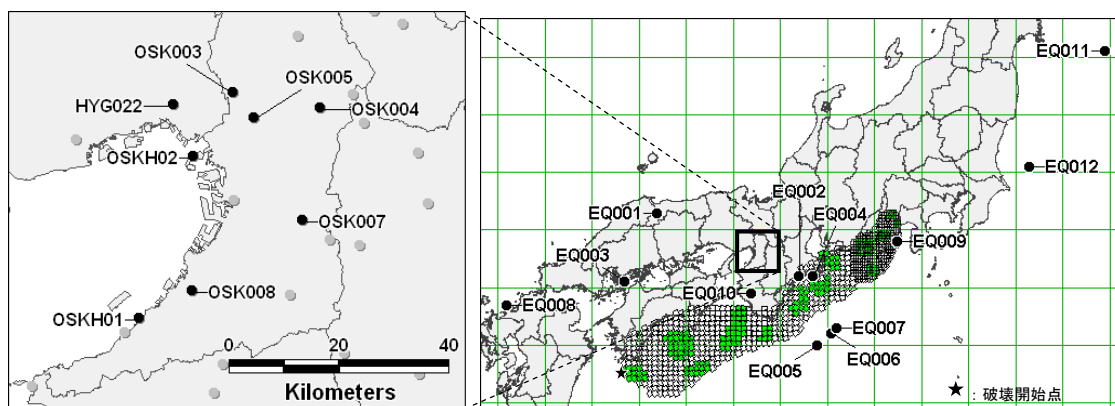 OSK003
OSK005
HYG022
OSK004
OSKH02
OSK007
OSK008
OSKH01
0 20 40
Kilometers
EQ011
EQ012
EQ002
EQ001
EQ004
EQ009
EQ003
EQ010
EQ008
EQ007
EQ006
EQ005
★：破壊開始点